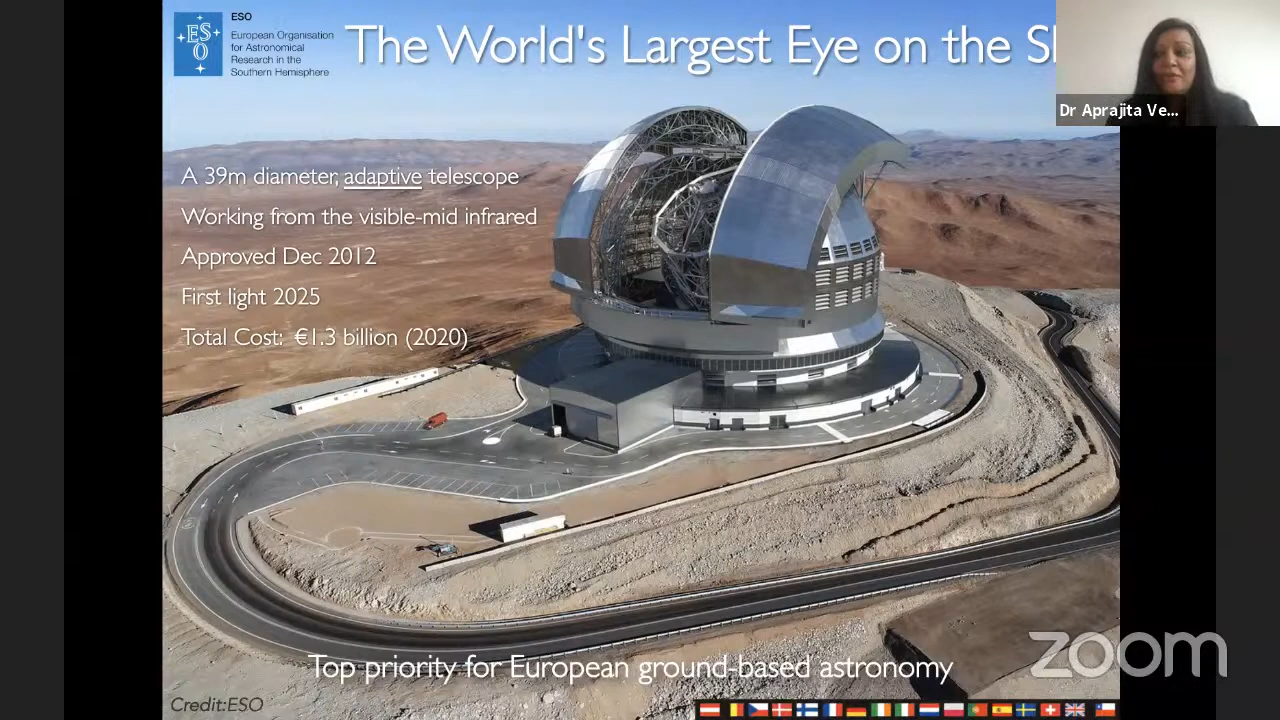 ESO
European Organisation
for Astronomical
Research in the
Southern Hemisphere
The World's Largest Eye on the
Dr Aprajita Ve...
A 39m diameter, adaptive telescope
Working from the visible-mid infrared
Approved Dec 2012
First light 2025
Total Cost: €1.3 billion (2020)
Top priority for European ground-based astronomy
zoom
Credit:ESO